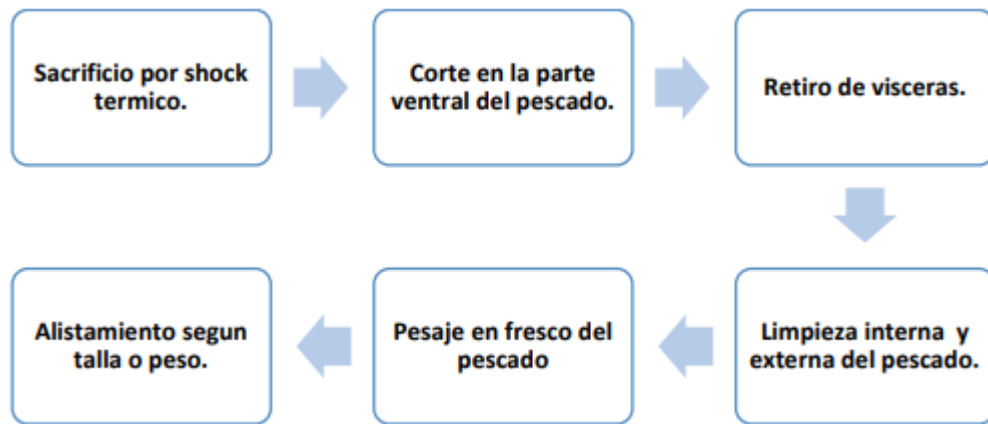 Sacrificio por shock
termico.
Corte en la parte
ventral del pescado.
Retiro de visceras.
Limpieza interna y
externa del pescado.
Pesaje en fresco del
pescado
Alistamiento segun
talla o peso.